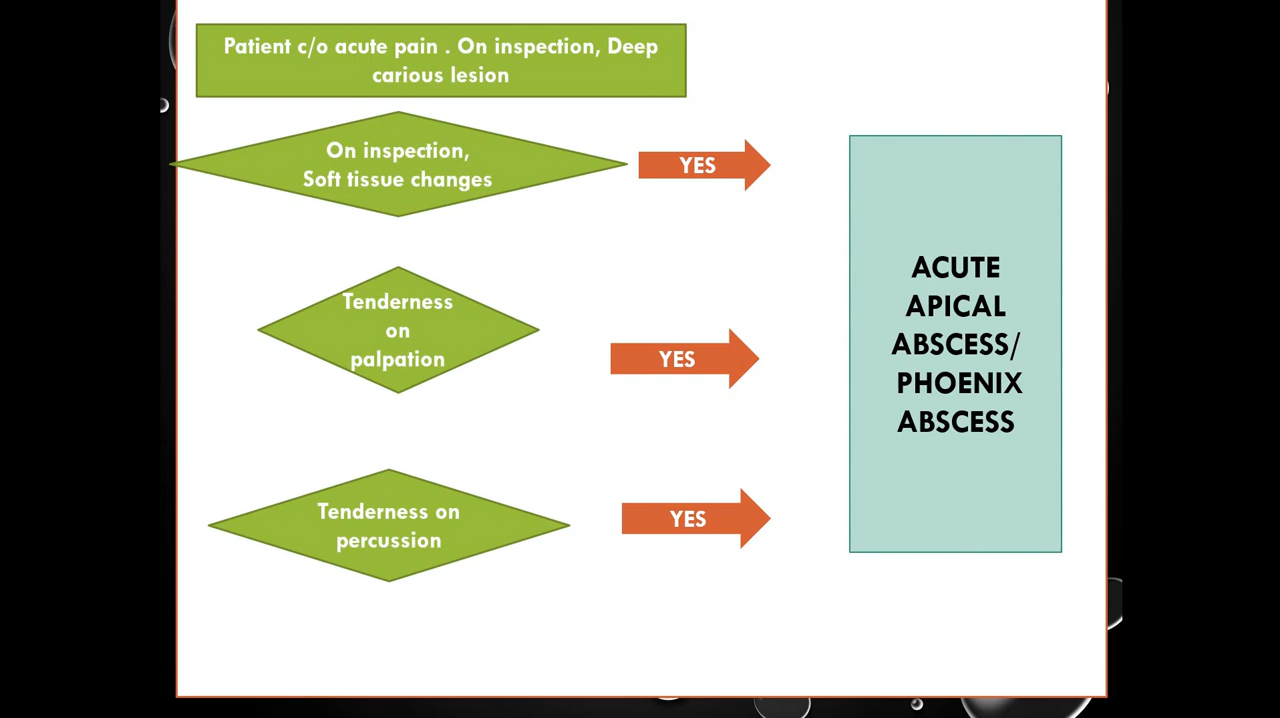 Patient c/o acute pain . On inspection, Deep
carious lesion
On inspection,
Soft tissue changes
YES
Tenderness
on
palpation
YES
Tenderness on
percussion
YES
ACUTE
APICAL
ABSCESS/
PHOENIX
ABSCESS